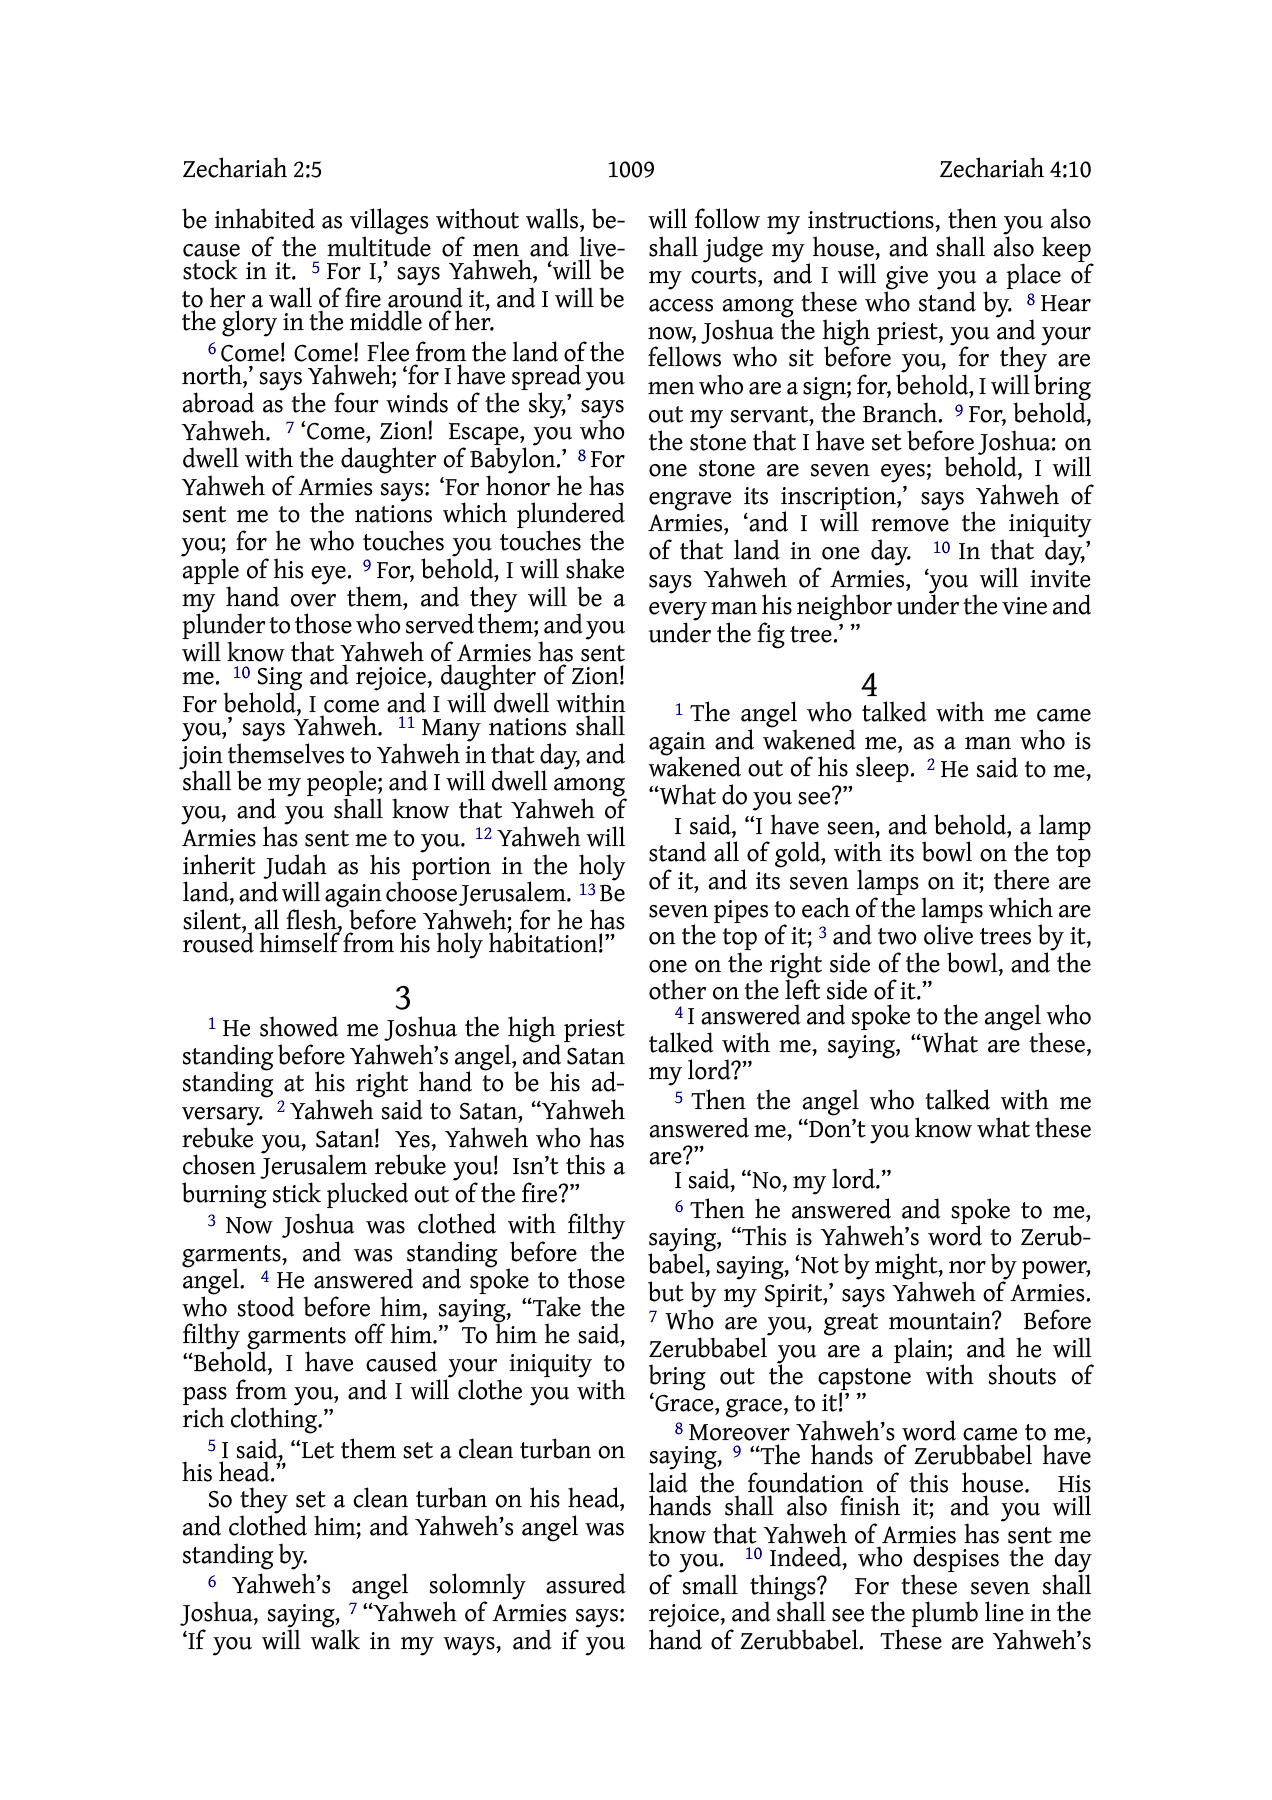 Zechariah 2:5
1009
Zechariah 4:10
be inhabited as villages without walls, be-
cause of the multitude of men and live-
stock in it. 5 For I,’ says Yahweh, ‘will be
to her a wall of fire around it, and I will be
the glory in the middle of her.
6 Come! Come! Flee from the land of the
north,’ says Yahweh; ‘for I have spread you
abroad as the four winds of the sky,’ says
Yahweh. 7 ‘Come, Zion! Escape, you who
dwell with the daughter of Babylon.’ 8 For
Yahweh of Armies says: ‘For honor he has
sent me to the nations which plundered
you; for he who touches you touches the
apple of his eye. 9 For, behold, I will shake
my hand over them, and they will be a
plunder to those who served them; and you
will know that Yahweh of Armies has sent
me. 10 Sing and rejoice, daughter of Zion!
For behold, I come and I will dwell within
you,’ says Yahweh. 11 Many nations shall
join themselves to Yahweh in that day, and
shall be my people; and I will dwell among
you, and you shall know that Yahweh of
Armies has sent me to you. 12 Yahweh will
inherit Judah as his portion in the holy
land, and will again choose Jerusalem. 13 Be
silent, all flesh, before Yahweh; for he has
roused himself from his holy habitation!”
3
1 He showed me Joshua the high priest
standing before Yahweh’s angel, and Satan
standing at his right hand to be his ad-
versary. 2 Yahweh said to Satan, “Yahweh
rebuke you, Satan! Yes, Yahweh who has
chosen Jerusalem rebuke you! Isn’t this a
burning stick plucked out of the fire?”
3 Now Joshua was clothed with filthy
garments, and was standing before the
angel. 4 He answered and spoke to those
who stood before him, saying, “Take the
filthy garments off him.” To him he said,
“Behold, I have caused your iniquity to
pass from you, and I will clothe you with
rich clothing.”
5 I said, “Let them set a clean turban on
his head.”
So they set a clean turban on his head,
and clothed him; and Yahweh’s angel was
standing by.
6 Yahweh’s angel solomnly assured
Joshua, saying, 7 “Yahweh of Armies says:
‘If you will walk in my ways, and if you
will follow my instructions, then you also
shall judge my house, and shall also keep
my courts, and I will give you a place of
access among these who stand by. 8 Hear
now, Joshua the high priest, you and your
fellows who sit before you, for they are
men who are a sign; for, behold, I will bring
out my servant, the Branch. 9 For, behold,
the stone that I have set before Joshua: on
one stone are seven eyes; behold, I will
engrave its inscription,’ says Yahweh of
Armies, ‘and I will remove the iniquity
of that land in one day. 10 In that day,’
says Yahweh of Armies, ‘you will invite
every man his neighbor under the vine and
under the fig tree.’ ”
4
1 The angel who talked with me came
again and wakened me, as a man who is
wakened out of his sleep. 2 He said to me,
“What do you see?”
I said, “I have seen, and behold, a lamp
stand all of gold, with its bowl on the top
of it, and its seven lamps on it; there are
seven pipes to each of the lamps which are
on the top of it; 3 and two olive trees by it,
one on the right side of the bowl, and the
other on the left side of it.”
4 I answered and spoke to the angel who
talked with me, saying, “What are these,
my lord?”
5 Then the angel who talked with me
answered me, “Don’t you know what these
are?”
I said, “No, my lord.”
6 Then he answered and spoke to me,
saying, “This is Yahweh’s word to Zerub-
babel, saying, ‘Not by might, nor by power,
but by my Spirit,’ says Yahweh of Armies.
7 Who are you, great mountain? Before
Zerubbabel you are a plain; and he will
bring out the capstone with shouts of
‘Grace, grace, to it!’ ”
8 Moreover Yahweh’s word came to me,
saying, 9 “The hands of Zerubbabel have
laid the foundation of this house. His
hands shall also finish it; and you will
know that Yahweh of Armies has sent me
to you. 10 Indeed, who despises the day
of small things? For these seven shall
rejoice, and shall see the plumb line in the
hand of Zerubbabel. These are Yahweh’s